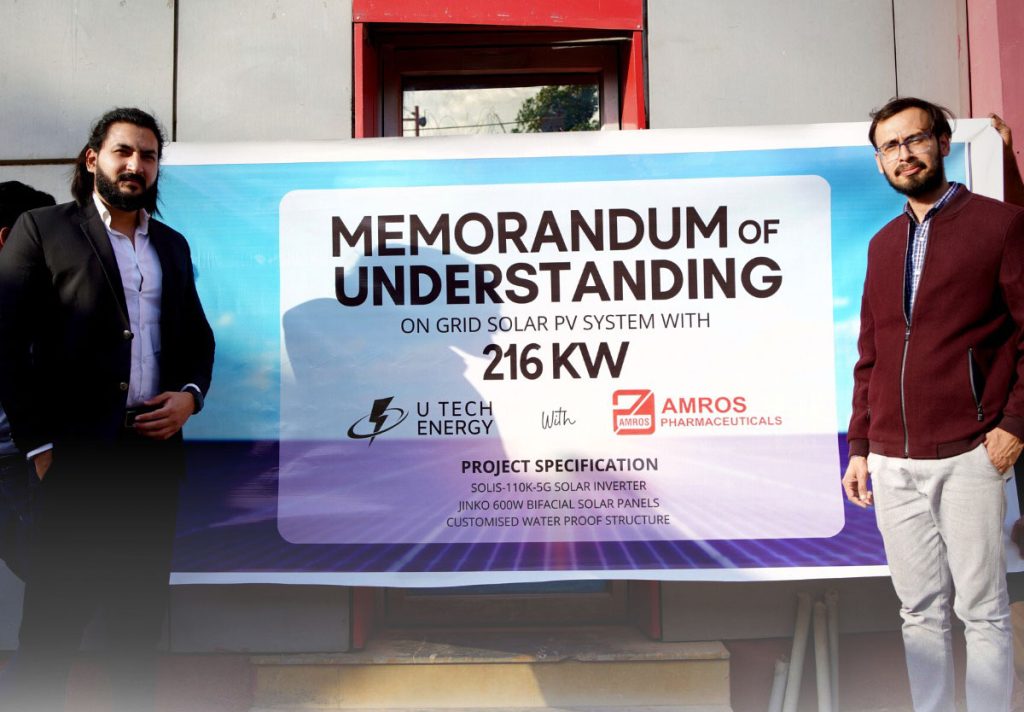 MEMORANDUM OF
UNDERSTANDING
ON GRID SOLAR PV SYSTEM WITH
216 KW
U TECH
ENERGY
With
AMROS
AMROS
PHARMACEUTICALS
PROJECT SPECIFICATION
SOLIS-110K-5G SOLAR INVERTER
JINKO 600W BIFACIAL SOLAR PANELS
CUSTOMISED WATER PROOF STRUCTURE